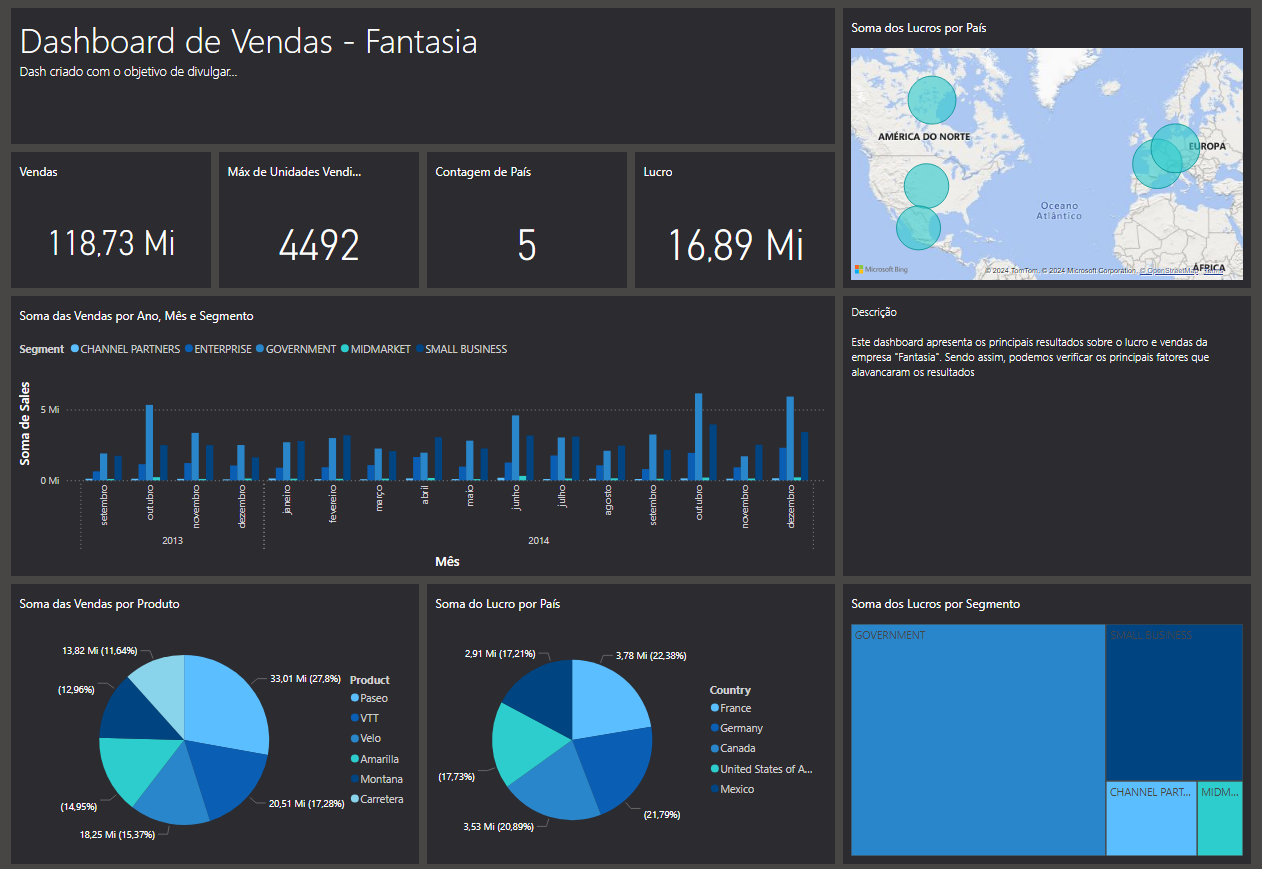 Dashboard de Vendas - Fantasia
Dash criado com o objetivo de divulgar...
Soma dos Lucros por País
AMÉRICA DO NORTE
EUROPA
Oceano
Atlântico
ÁFRICA
Microsoft Bing
© 2024 TomTom, © 2024 Microsoft Corporation, © OpenStreetMap Terms
Vendas
118,73 Mi
Máx de Unidades Vendi...
4492
Contagem de País
5
Lucro
16,89 Mi
Soma das Vendas por Ano, Mês e Segmento
Segment CHANNEL PARTNERS ENTERPRISE GOVERNMENT MIDMARKET SMALL BUSINESS
Soma de Sales
5 Mi
0 Mi
setembro outubro novembro dezembro janeiro fevereiro março abril maio junho julho agosto setembro outubro novembro dezembro
2013 2014
Mês
Descrição
Este dashboard apresenta os principais resultados sobre o lucro e vendas da
empresa "Fantasia". Sendo assim, podemos verificar os principais fatores que
alavancaram os resultados
Soma das Vendas por Produto
13,82 Mi (11,64%)
33,01 Mi (27,8%)
(12,96%)
(14,95%)
20,51 Mi (17,28%)
18,25 Mi (15,37%)
Product
Paseo
VTT
Velo
Amarilla
Montana
Carretera
Soma do Lucro por País
2,91 Mi (17,21%)
3,78 Mi (22,38%)
(17,73%)
(21,79%)
3,53 Mi (20,89%)
Country
France
Germany
Canada
United States of A...
Mexico
Soma dos Lucros por Segmento
GOVERNMENT
SMALL BUSINESS
CHANNEL PART...
MIDM...